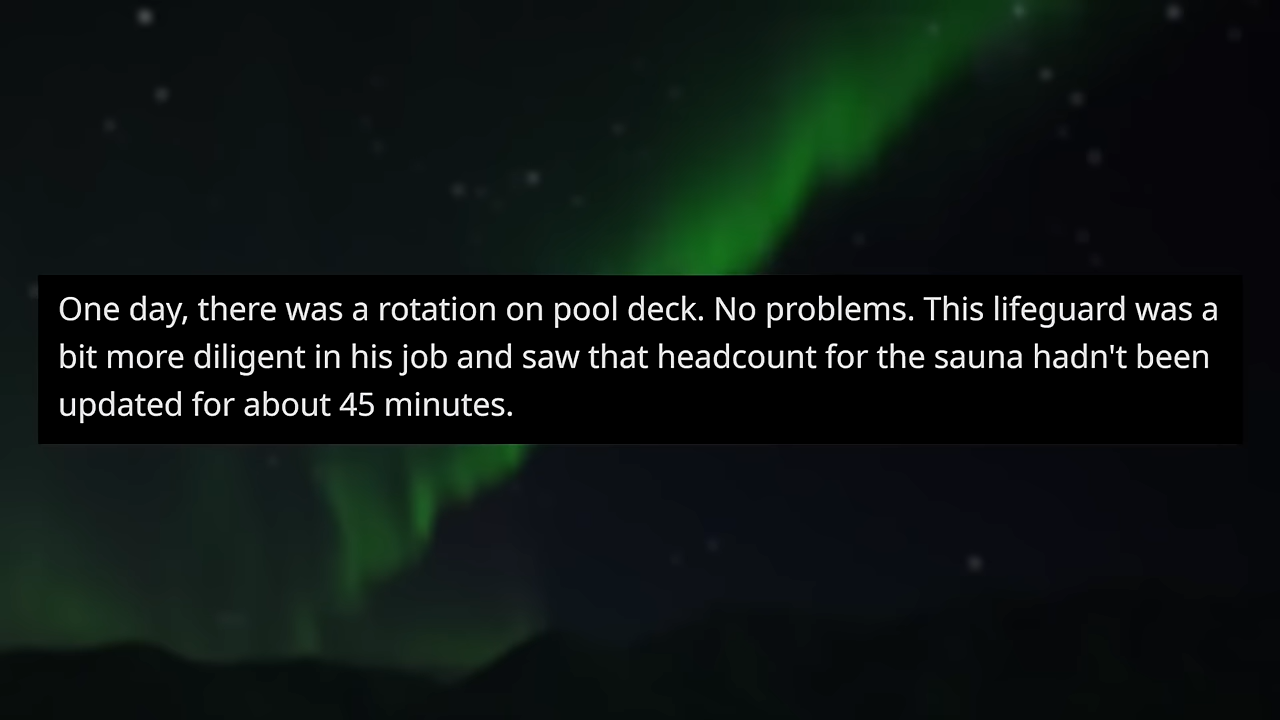 One day, there was a rotation on pool deck. No problems. This lifeguard was a
bit more diligent in his job and saw that headcount for the sauna hadn't been
updated for about 45 minutes.